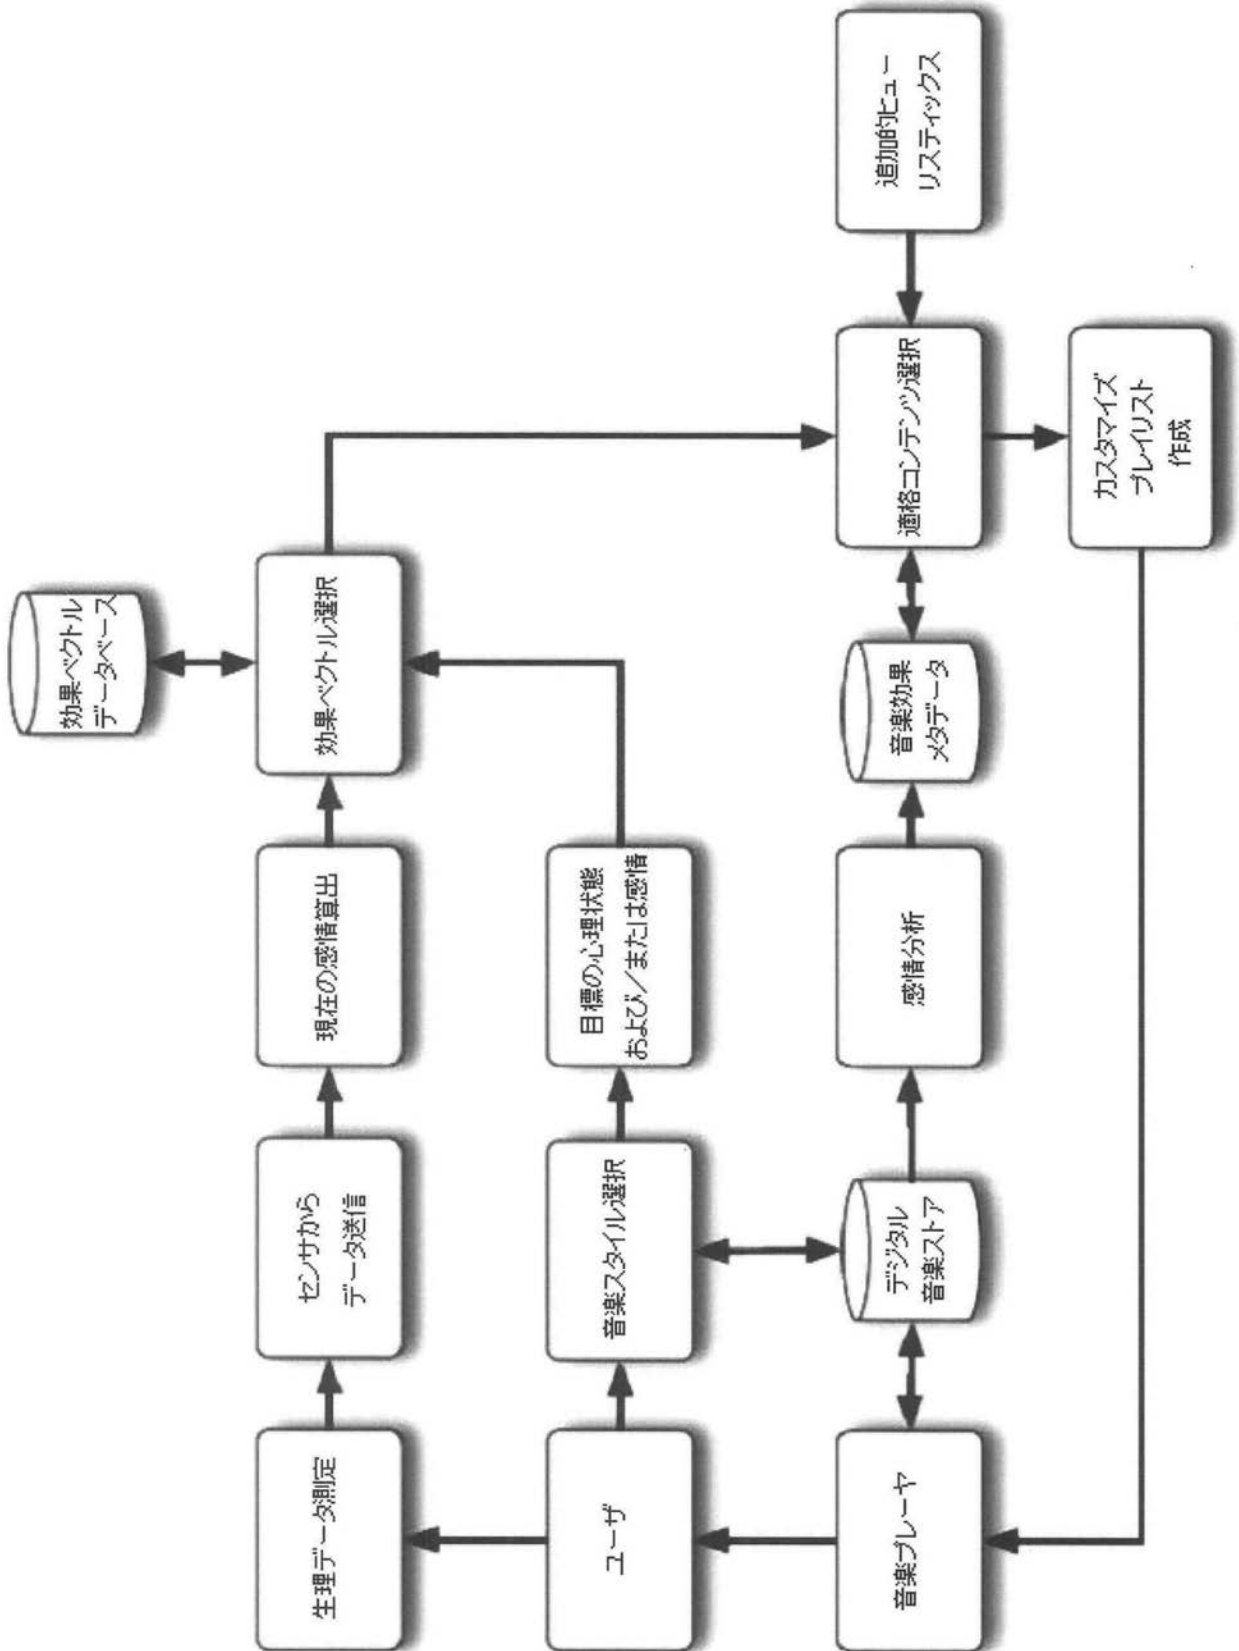 効果ベクトル
データベース
生理データ測定
センサから
データ送信
現在の感情算出
効果ベクトル選択
ユーザ
音楽スタイル選択
目標の心理状態
および／または感情
音楽プレーヤ
デジタル
音楽ストア
感情分析
音楽効果
メタデータ
適格コンテンツ選択
追加的ヒュー
リスティックス
カスタマイズ
プレイリスト
作成